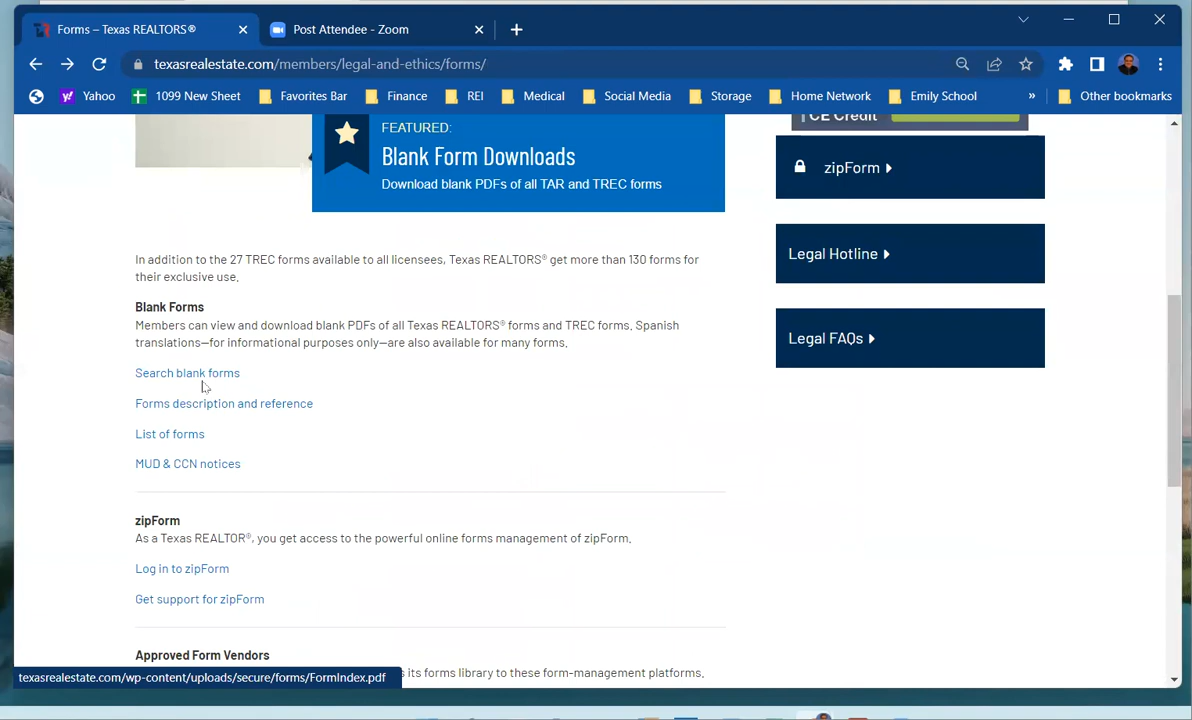 Forms – Texas REALTORS®
Post Attendee - Zoom
texasrealestate.com/members/legal-and-ethics/forms/
Yahoo
1099 New Sheet
Favorites Bar
Finance
REI
Medical
Social Media
Storage
Home Network
Emily School
»
Other bookmarks
FEATURED:
Blank Form Downloads
Download blank PDFs of all TAR and TREC forms
CE Credit
zipForm
Legal Hotline
Legal FAQs
In addition to the 27 TREC forms available to all licensees, Texas REALTORS® get more than 130 forms for
their exclusive use.
Blank Forms
Members can view and download blank PDFs of all Texas REALTORS® forms and TREC forms. Spanish
translations—for informational purposes only—are also available for many forms.
Search blank forms
Forms description and reference
List of forms
MUD & CCN notices
zipForm
As a Texas REALTOR®, you get access to the powerful online forms management of zipForm.
Log in to zipForm
Get support for zipForm
Approved Form Vendors
s its forms library to these form-management platforms.
texasrealestate.com/wp-content/uploads/secure/forms/FormIndex.pdf